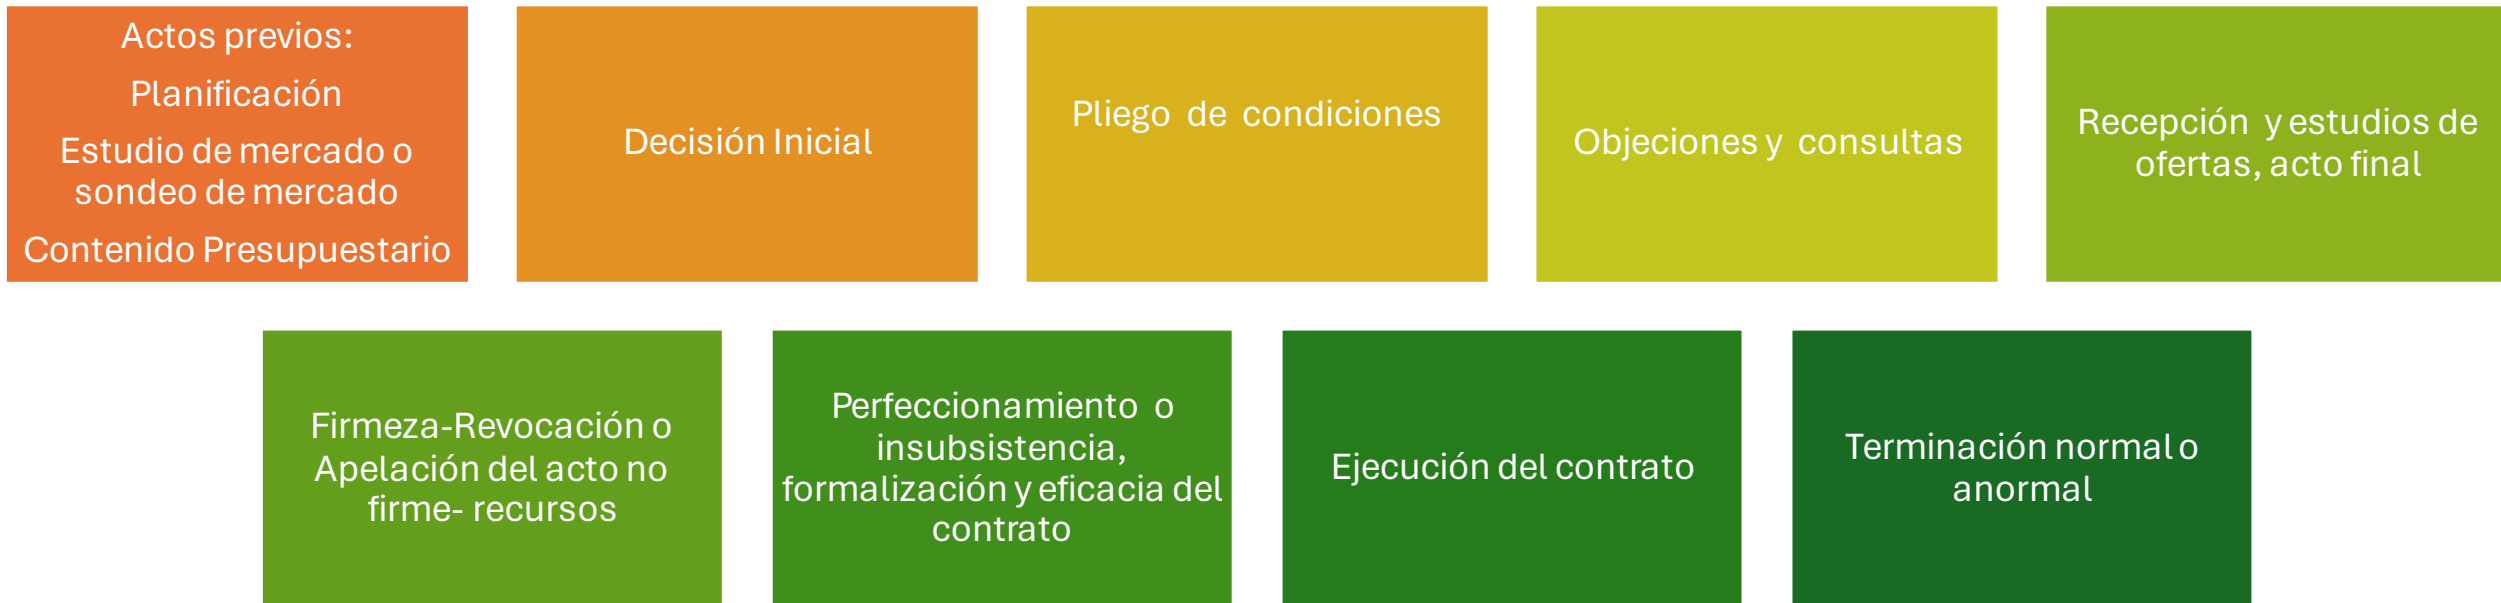 Actos previos:
Planificación
Estudio de mercado o
sondeo de mercado
Contenido Presupuestario
Decisión Inicial
Pliego de condiciones
Objeciones y consultas
Recepción y estudios de
ofertas, acto final
Firmeza-Revocación o
Apelación del acto no
firme- recursos
Perfeccionamiento o
insubsistencia,
formalización y eficacia del
contrato
Ejecución del contrato
Terminación normal o
anormal